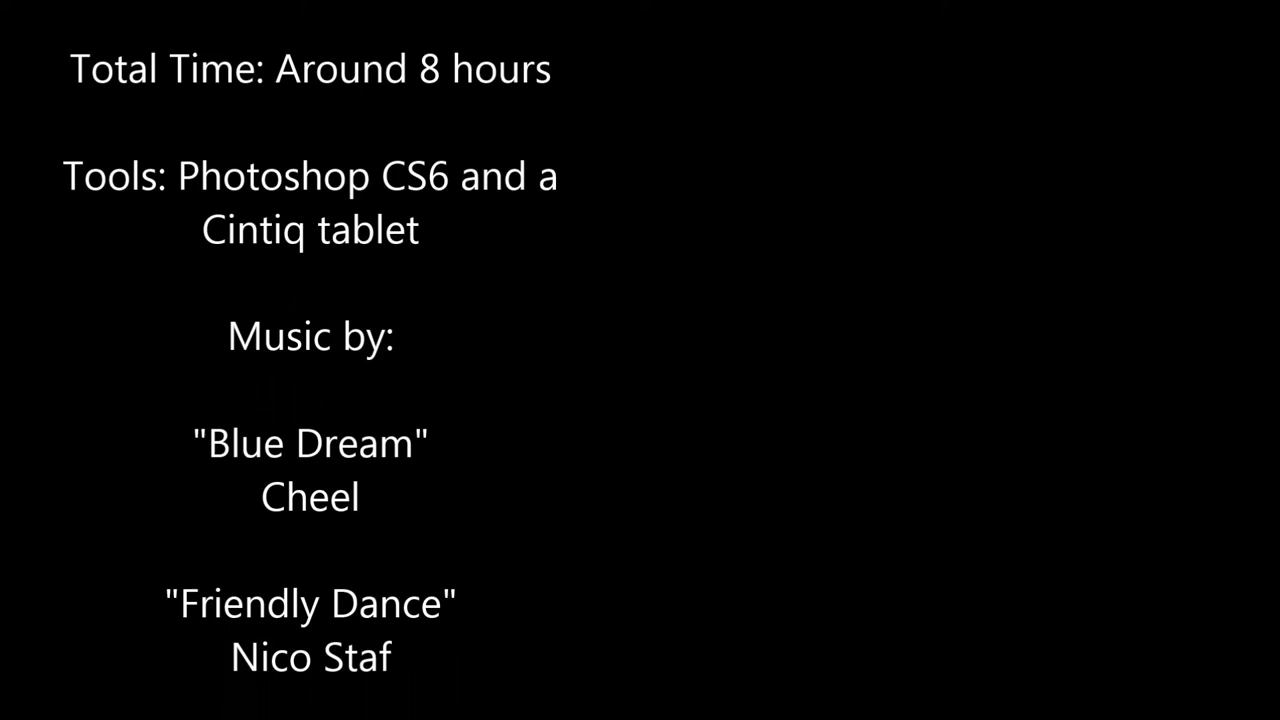 Total Time: Around 8 hours
Tools: Photoshop CS6 and a
Cintiq tablet
Music by:
"Blue Dream"
Cheel
"Friendly Dance"
Nico Staf